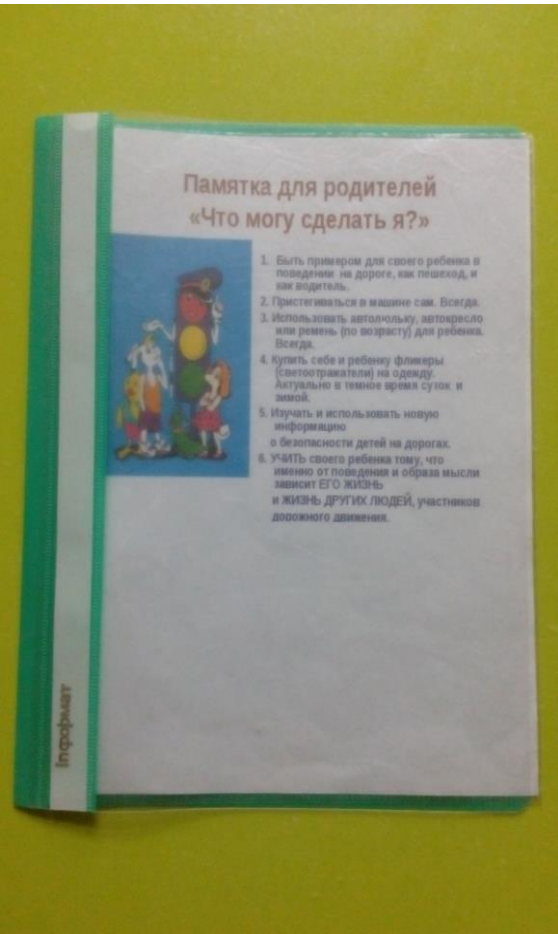 Памятка для родителей
«Что могу сделать я?»
1. Быть примером для своего ребенка в
поведении на дороге, как пешеход, и
как водитель.
2. Пристегиваться в машине сам. Всегда.
3. Использовать автолюльку, автокресло
или ремень (по возрасту) для ребенка.
Всегда.
4. Купить себе и ребенку фликеры
(светоотражатели) на одежду.
Актуально в темное время суток и
зимой.
5. Изучать и использовать новую
информацию
о безопасности детей на дорогах.
6. УЧИТЬ своего ребенка тому, что
именно от поведения и образа мысли
зависит ЕГО ЖИЗНЬ
и ЖИЗНЬ ДРУГИХ ЛЮДЕЙ, участников
дорожного движения.
inформат